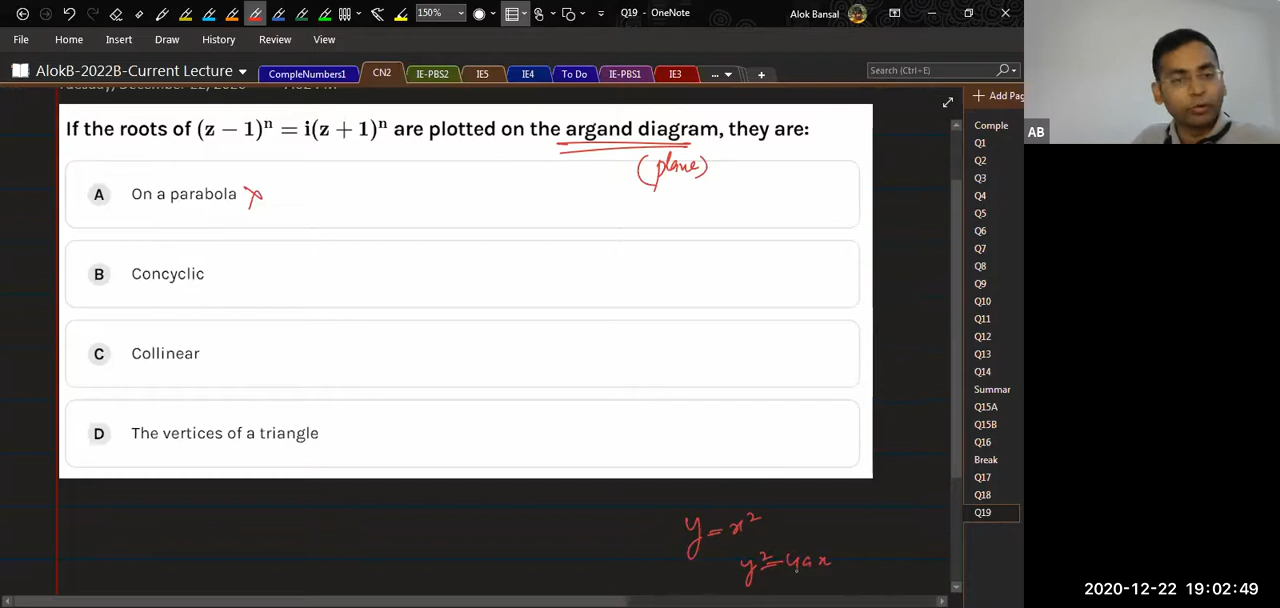 150%
Q19 - OneNote
Alok Bansal
File Home Insert Draw History Review View
AlokB-2022B-Current Lecture
CompleNumbers1 CN2 IE-PBS2 IE5 IE4 To Do IE-PBS1 IE3 ...
Search (Ctrl+E)
If the roots of (z − 1)ⁿ = i(z + 1)ⁿ are plotted on the argand diagram, they are:
(plane)
A On a parabola
B Concyclic
C Collinear
D The vertices of a triangle
y = x²
y² = 4ax
Add Pag
Comple
Q1
Q2
Q3
Q4
Q5
Q6
Q7
Q8
Q9
Q10
Q11
Q12
Q13
Q14
Summar
Q15A
Q15B
Q16
Break
Q17
Q18
Q19
AB
2020-12-22 19:02:49